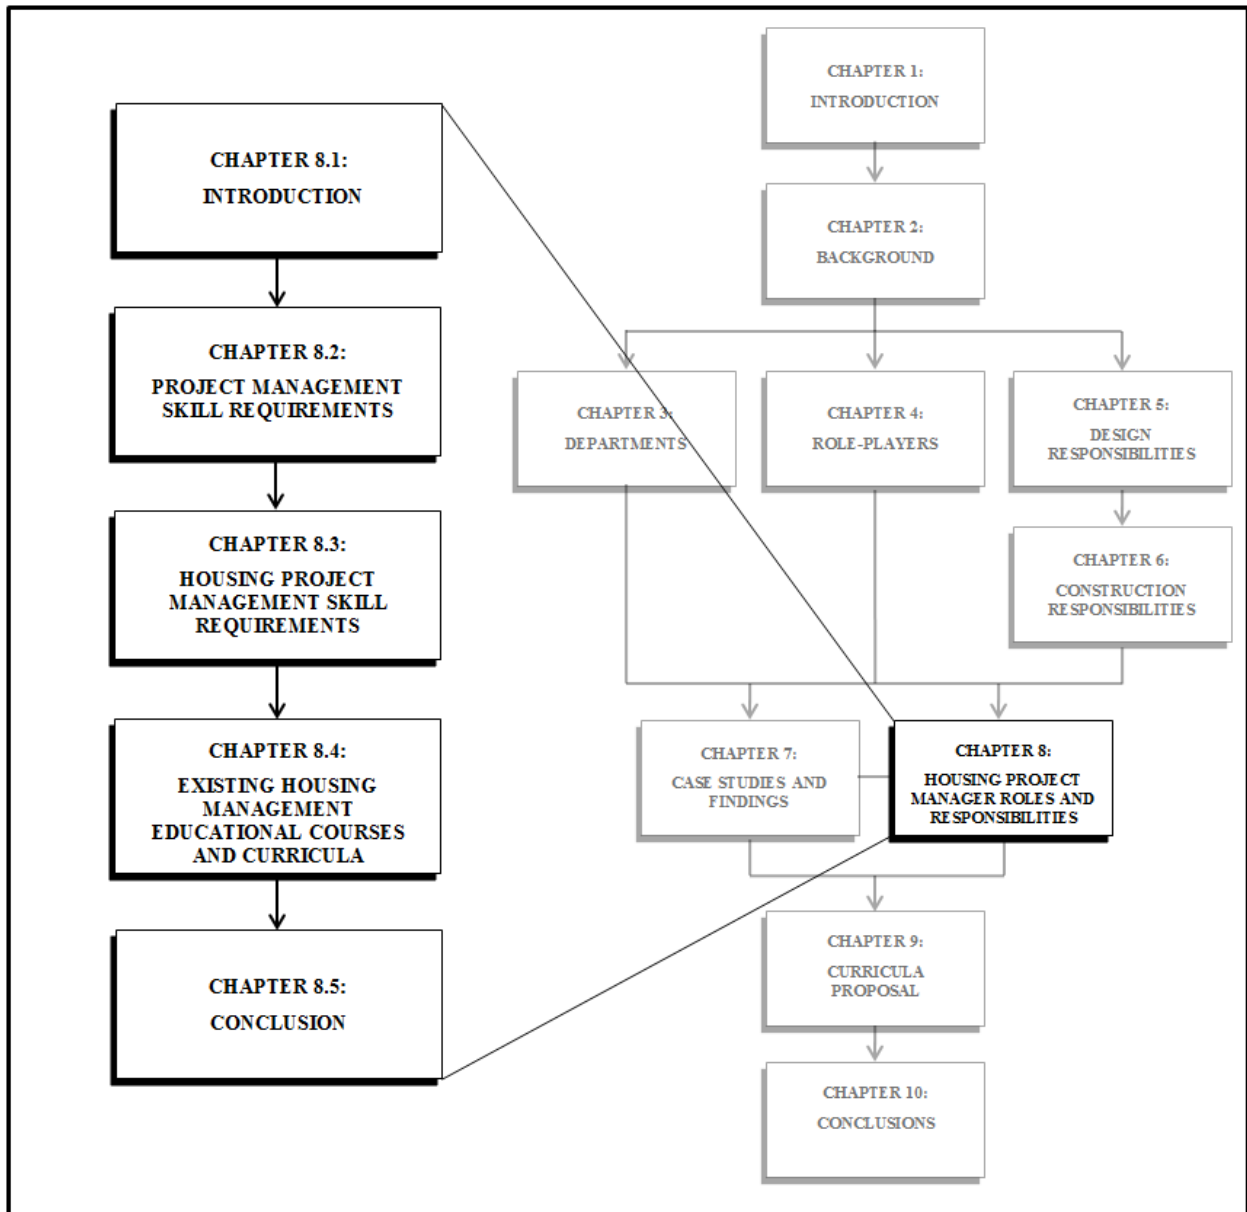 CHAPTER 8.1:
INTRODUCTION
CHAPTER 8.2:
PROJECT MANAGEMENT
SKILL REQUIREMENTS
CHAPTER 8.3:
HOUSING PROJECT
MANAGEMENT SKILL
REQUIREMENTS
CHAPTER 8.4:
EXISTING HOUSING
MANAGEMENT
EDUCATIONAL COURSES
AND CURRICULA
CHAPTER 8.5:
CONCLUSION
CHAPTER 1:
INTRODUCTION
CHAPTER 2:
BACKGROUND
CHAPTER 3:
DEPARTMENTS
CHAPTER 4:
ROLE-PLAYERS
CHAPTER 5:
DESIGN
RESPONSIBILITIES
CHAPTER 6:
CONSTRUCTION
RESPONSIBILITIES
CHAPTER 7:
CASE STUDIES AND
FINDINGS
CHAPTER 8:
HOUSING PROJECT
MANAGER ROLES AND
RESPONSIBILITIES
CHAPTER 9:
CURRICULA
PROPOSAL
CHAPTER 10:
CONCLUSIONS